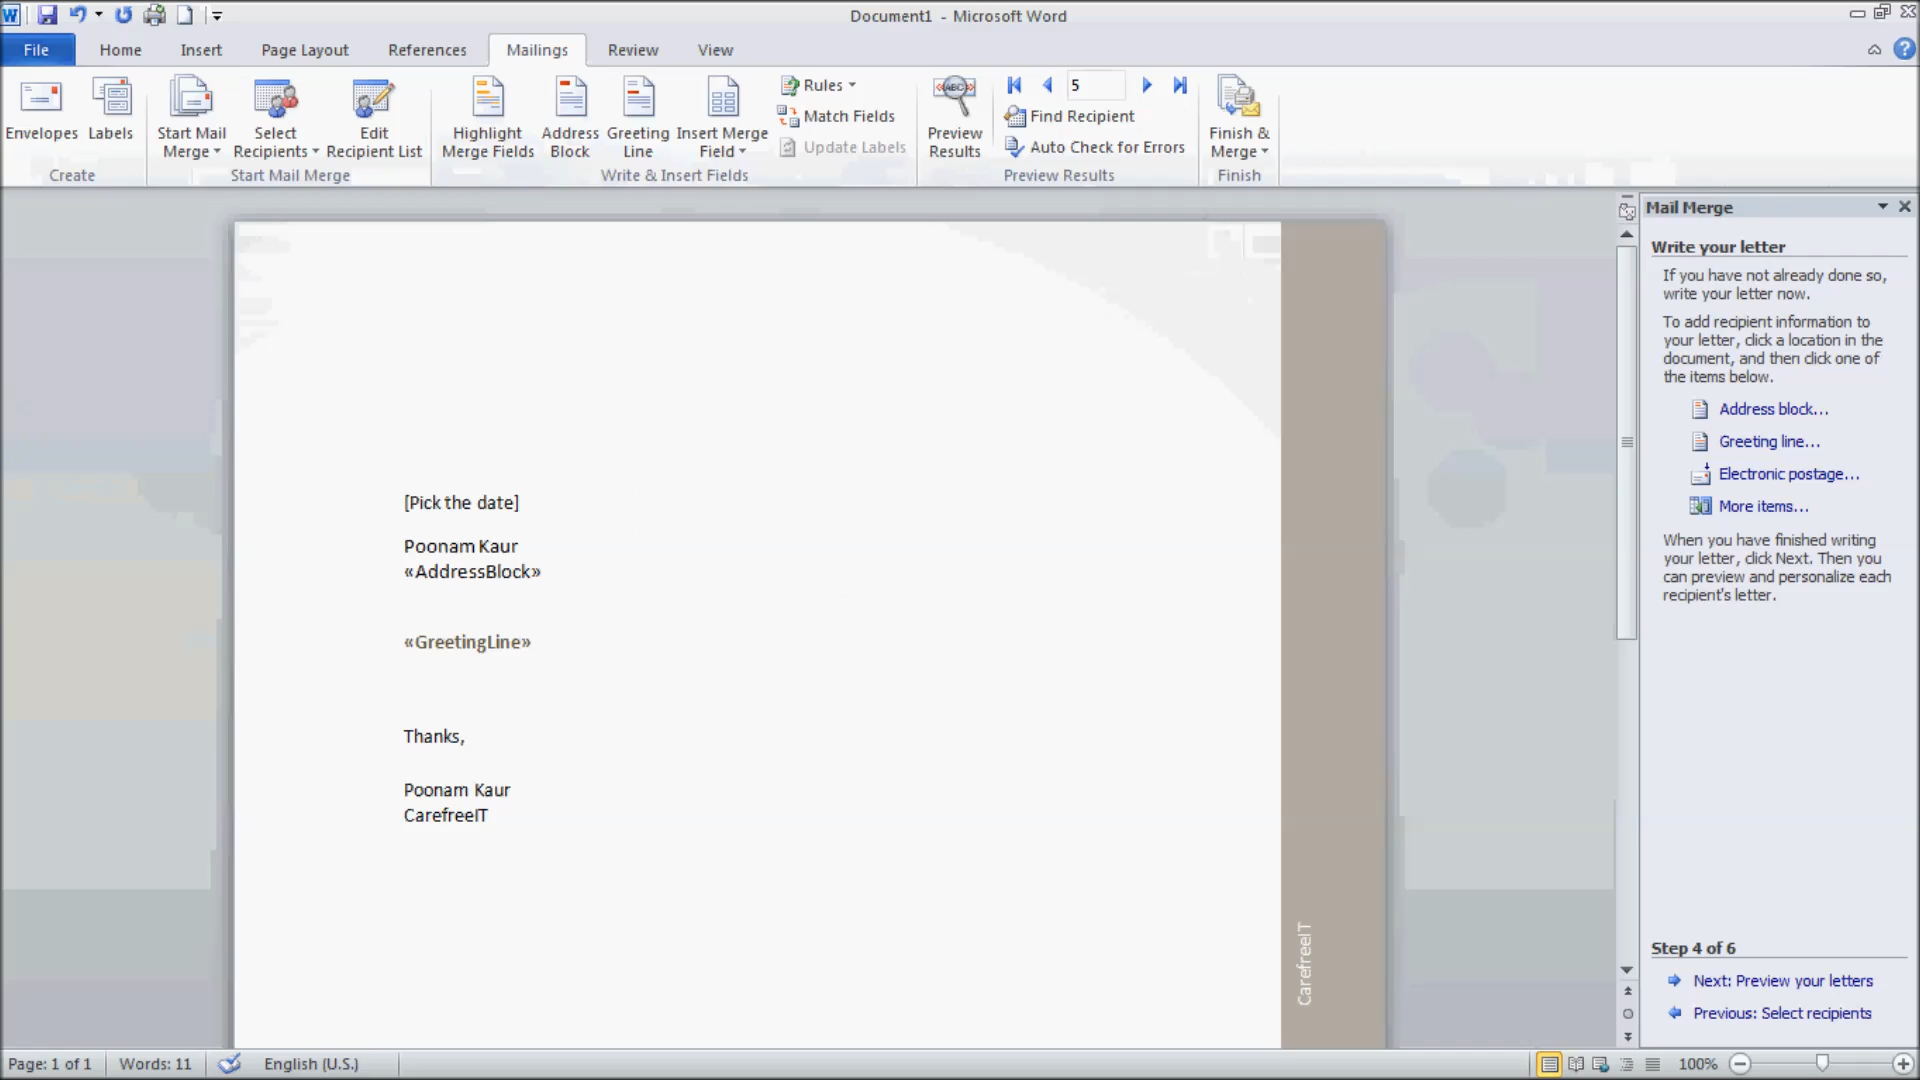 Document1 - Microsoft Word
File Home Insert Page Layout References Mailings Review View
Envelopes Labels
Create
Start Mail Merge
Select Recipients
Edit Recipient List
Start Mail Merge
Highlight Merge Fields
Address Block
Greeting Line
Insert Merge Field
Rules
Match Fields
Update Labels
Write & Insert Fields
ABC
Preview Results
5
Find Recipient
Auto Check for Errors
Preview Results
Finish & Merge
Finish
[Pick the date]
Poonam Kaur
«AddressBlock»
«GreetingLine»
Thanks,
Poonam Kaur
CarefreeIT
CarefreeIT
Mail Merge
Write your letter
If you have not already done so,
write your letter now.
To add recipient information to
your letter, click a location in the
document, and then click one of
the items below.
Address block...
Greeting line...
Electronic postage...
More items...
When you have finished writing
your letter, click Next. Then you
can preview and personalize each
recipient's letter.
Step 4 of 6
Next: Preview your letters
Previous: Select recipients
Page: 1 of 1 Words: 11 English (U.S.) 100%